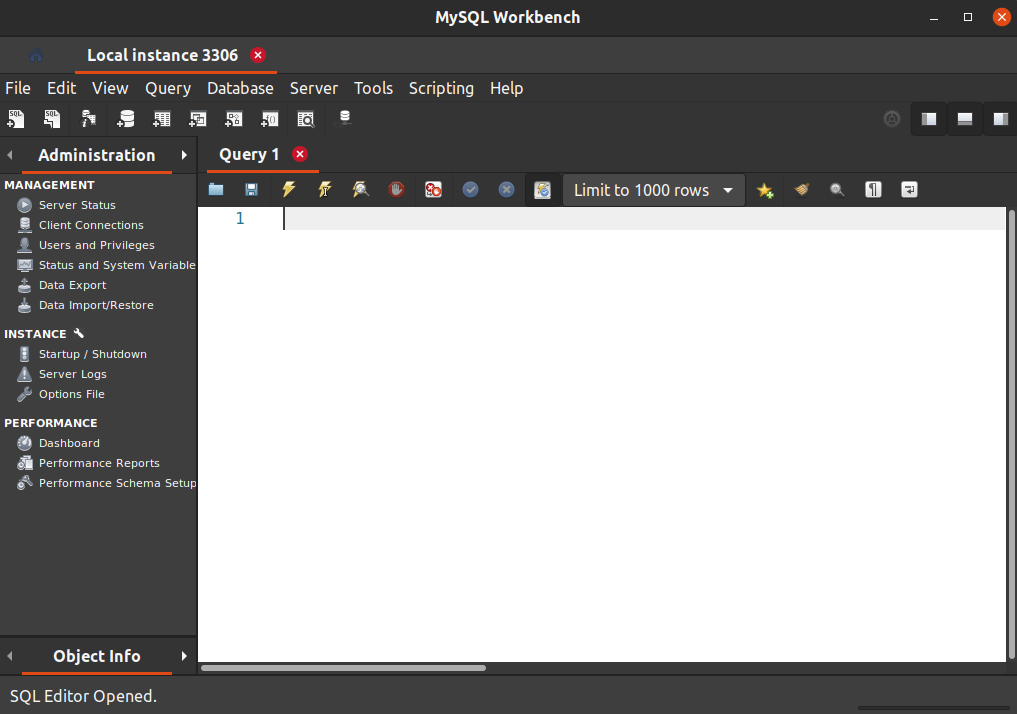 MySQL Workbench
Local instance 3306
File Edit View Query Database Server Tools Scripting Help
SQL SQL
Administration
Query 1
MANAGEMENT
Server Status
Client Connections
Users and Privileges
Status and System Variable
Data Export
Data Import/Restore
INSTANCE
Startup / Shutdown
Server Logs
Options File
PERFORMANCE
Dashboard
Performance Reports
Performance Schema Setup
Limit to 1000 rows
1
Object Info
SQL Editor Opened.